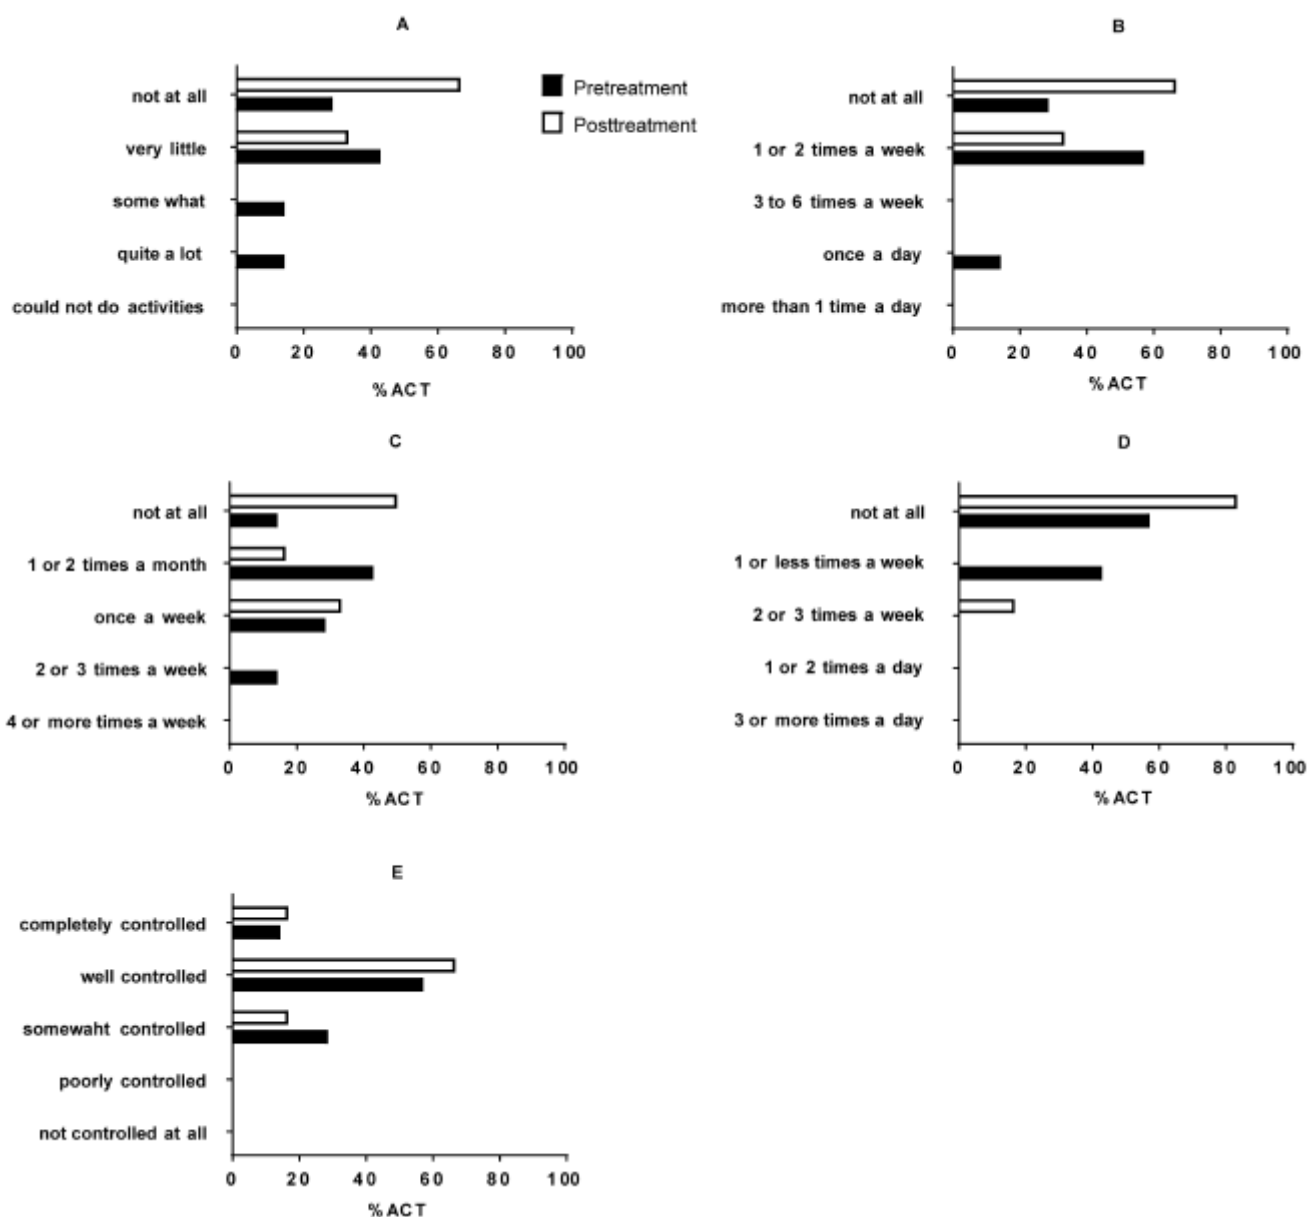 A
not at all
very little
some what
quite a lot
could not do activities
0 20 40 60 80 100
% ACT
Pretreatment
Posttreatment
B
not at all
1 or 2 times a week
3 to 6 times a week
once a day
more than 1 time a day
0 20 40 60 80 100
% ACT
C
not at all
1 or 2 times a month
once a week
2 or 3 times a week
4 or more times a week
0 20 40 60 80 100
% ACT
D
not at all
1 or less times a week
2 or 3 times a week
1 or 2 times a day
3 or more times a day
0 20 40 60 80 100
% ACT
E
completely controlled
well controlled
somewaht controlled
poorly controlled
not controlled at all
0 20 40 60 80 100
% ACT